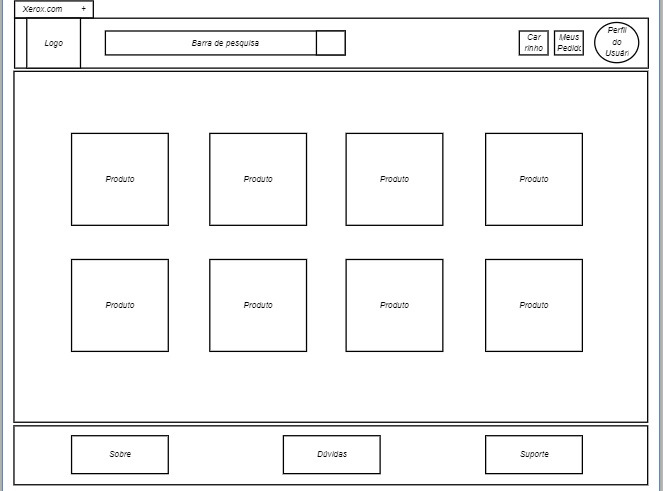 Xerox.com +
Logo
Barra de pesquisa
Car
rinho
Meus
Perfil
do
Produto
Produto
Produto
Produto
Produto
Produto
Produto
Produto
Sobre
Dúvidas
Suporte